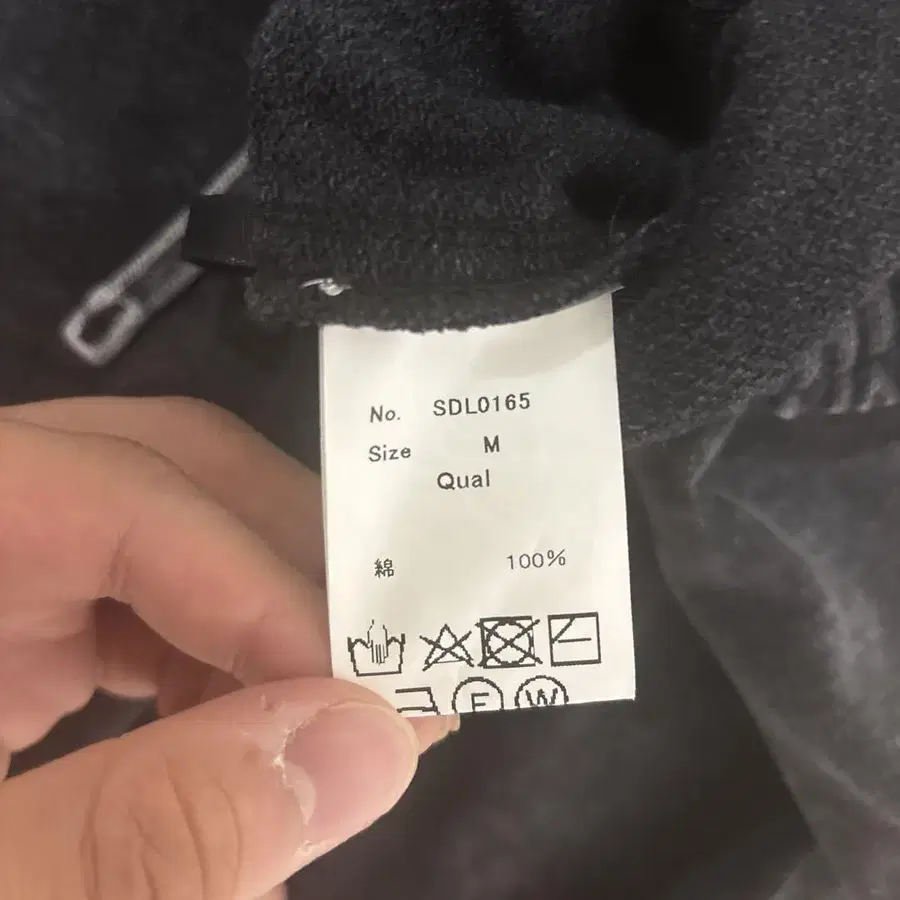 No. SDL0165
Size M
Qual
綿 100%
F W